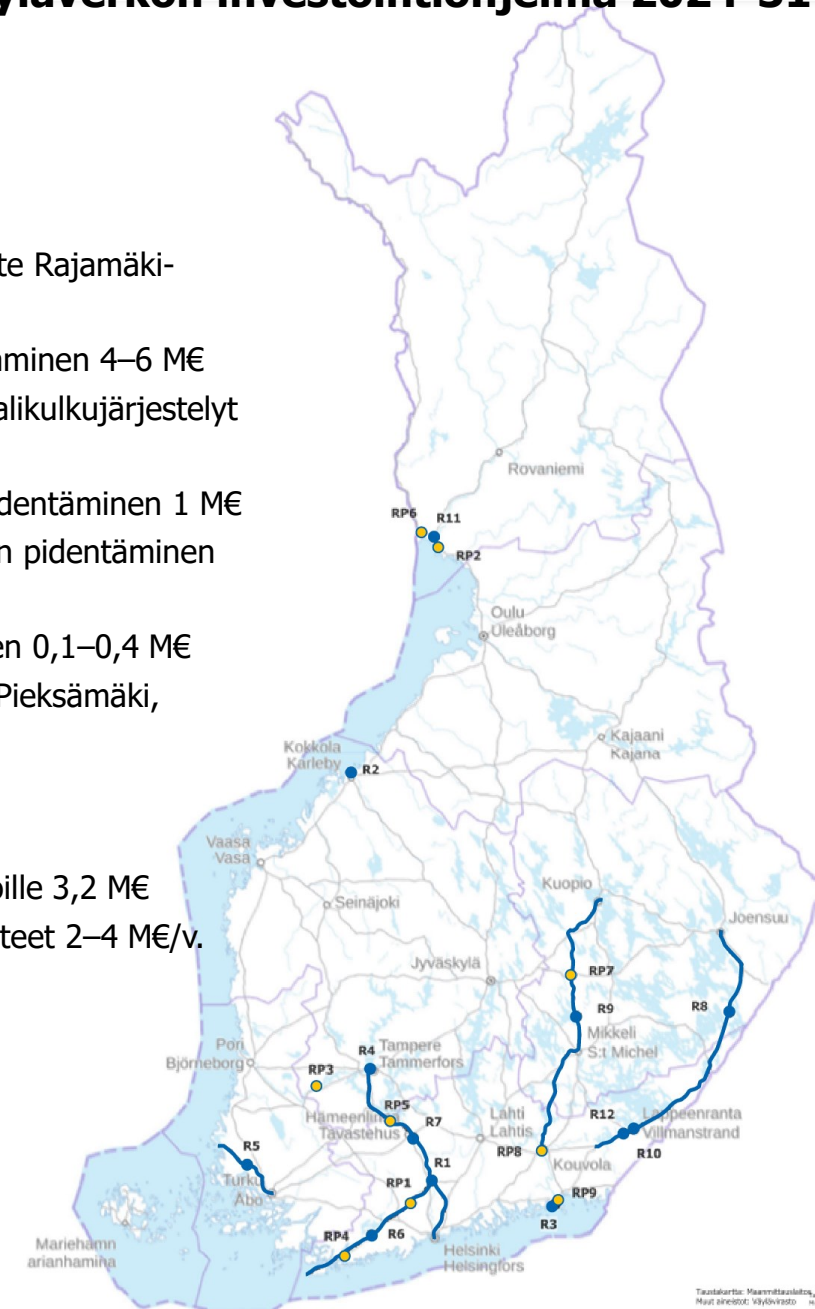 yläverkon investointiohjelma 2024-31
te Rajamäki-
minen 4–6 M€
alikulkujärjestelyt
identäminen 1 M€
n pidentäminen
en 0,1–0,4 M€
Pieksämäki,
oille 3,2 M€
teet 2–4 M€/v.
Rovaniemi
RP6
R11
RP2
Oulu
Uleåborg
Kajaani
Kajana
Kokkola
Karleby
R2
Vaasa
Vasa
Kuopio
Seinäjoki
Joensuu
Jyväskylä
RP7
R9
R8
Mikkeli
S:t Michel
Pori
Björneborg
R4
Tampere
Tammerfors
RP3
RP5
Hämeenlinna
Tavastehus
R7
Lahti
Lahtis
R12
Lappeenranta
Villmanstrand
R10
RP8
Kouvola
R5
Turku
Åbo
R1
RP1
RP9
R3
RP4
R6
Helsinki
Helsingfors
Mariehamn
arianhamina
Taustakartta: Maanmittauslaitos,
Muut aineistot: Väylävirasto